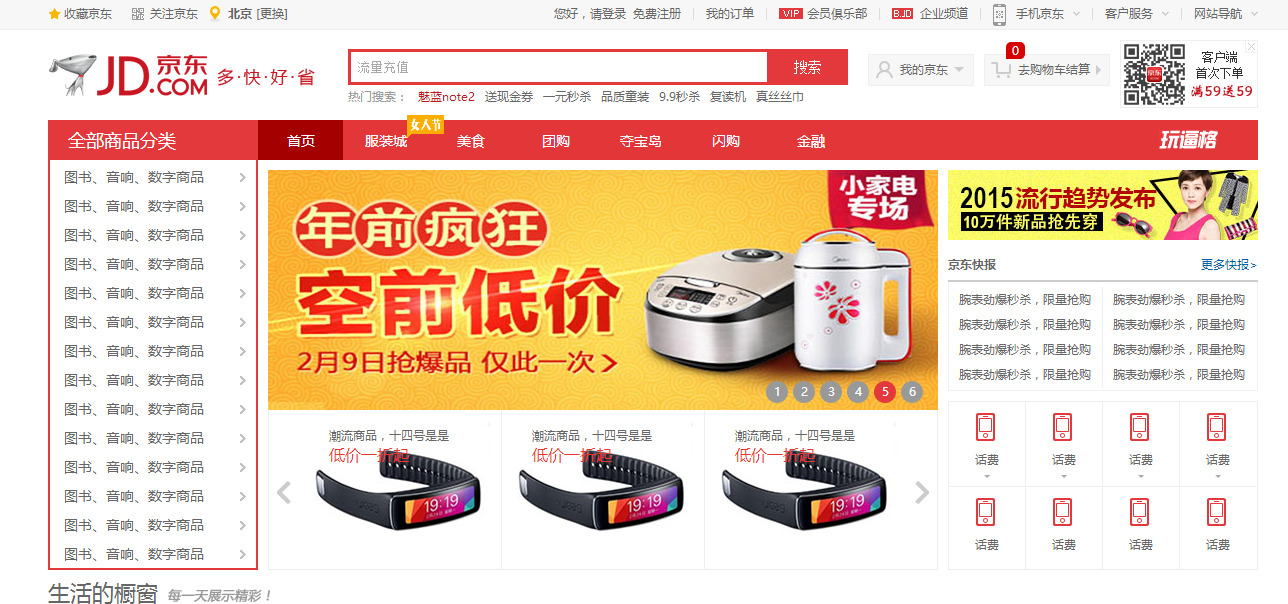 收藏京东 关注京东 北京 [更换] 您好，请登录 免费注册 我的订单 VIP 会员俱乐部 BJD 企业频道 手机京东 客户服务 网站导航
JD 京东 .COM 多·快·好·省
流量充值 搜索
热门搜索： 魅蓝note2 送现金券 一元秒杀 品质童装 9.9秒杀 复读机 真丝丝巾
我的京东 0 去购物车结算
京东 客户端
首次下单
满59送59
全部商品分类 首页 服装城 女人节 美食 团购 夺宝岛 闪购 金融 玩逼格
图书、音响、数字商品
图书、音响、数字商品
图书、音响、数字商品
图书、音响、数字商品
图书、音响、数字商品
图书、音响、数字商品
图书、音响、数字商品
图书、音响、数字商品
图书、音响、数字商品
图书、音响、数字商品
图书、音响、数字商品
图书、音响、数字商品
图书、音响、数字商品
图书、音响、数字商品
小家电
专场
年前疯狂
空前低价
2月9日抢爆品 仅此一次
1 2 3 4 5 6
潮流商品，十四号是是
低价一折起
19:19
潮流商品，十四号是是
低价一折起
19:19
潮流商品，十四号是是
低价一折起
19:19
2015流行趋势发布
10万件新品抢先穿
京东快报 更多快报>
腕表劲爆秒杀，限量抢购 腕表劲爆秒杀，限量抢购
腕表劲爆秒杀，限量抢购 腕表劲爆秒杀，限量抢购
腕表劲爆秒杀，限量抢购 腕表劲爆秒杀，限量抢购
腕表劲爆秒杀，限量抢购 腕表劲爆秒杀，限量抢购
话费 话费 话费 话费
话费 话费 话费 话费
生活的橱窗 每一天展示精彩！